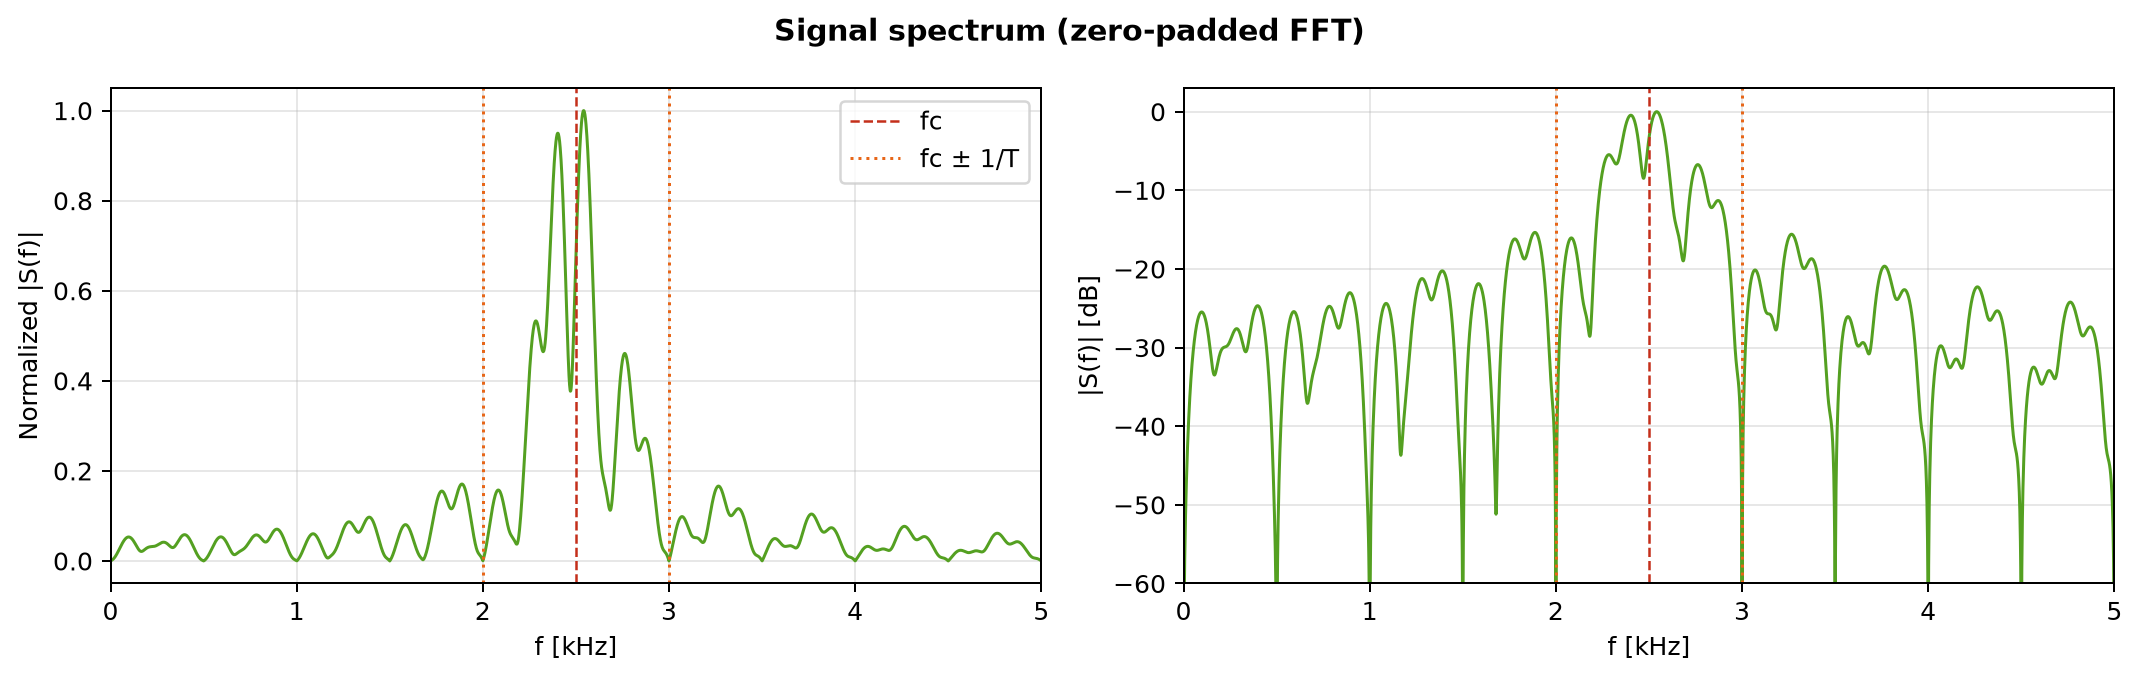 Signal spectrum (zero-padded FFT)
Normalized |S(f)|
1.0
0.8
0.6
0.4
0.2
0.0
0 1 2 3 4 5
f [kHz]
fc
fc ± 1/T
|S(f)| [dB]
0
−10
−20
−30
−40
−50
−60
0 1 2 3 4 5
f [kHz]